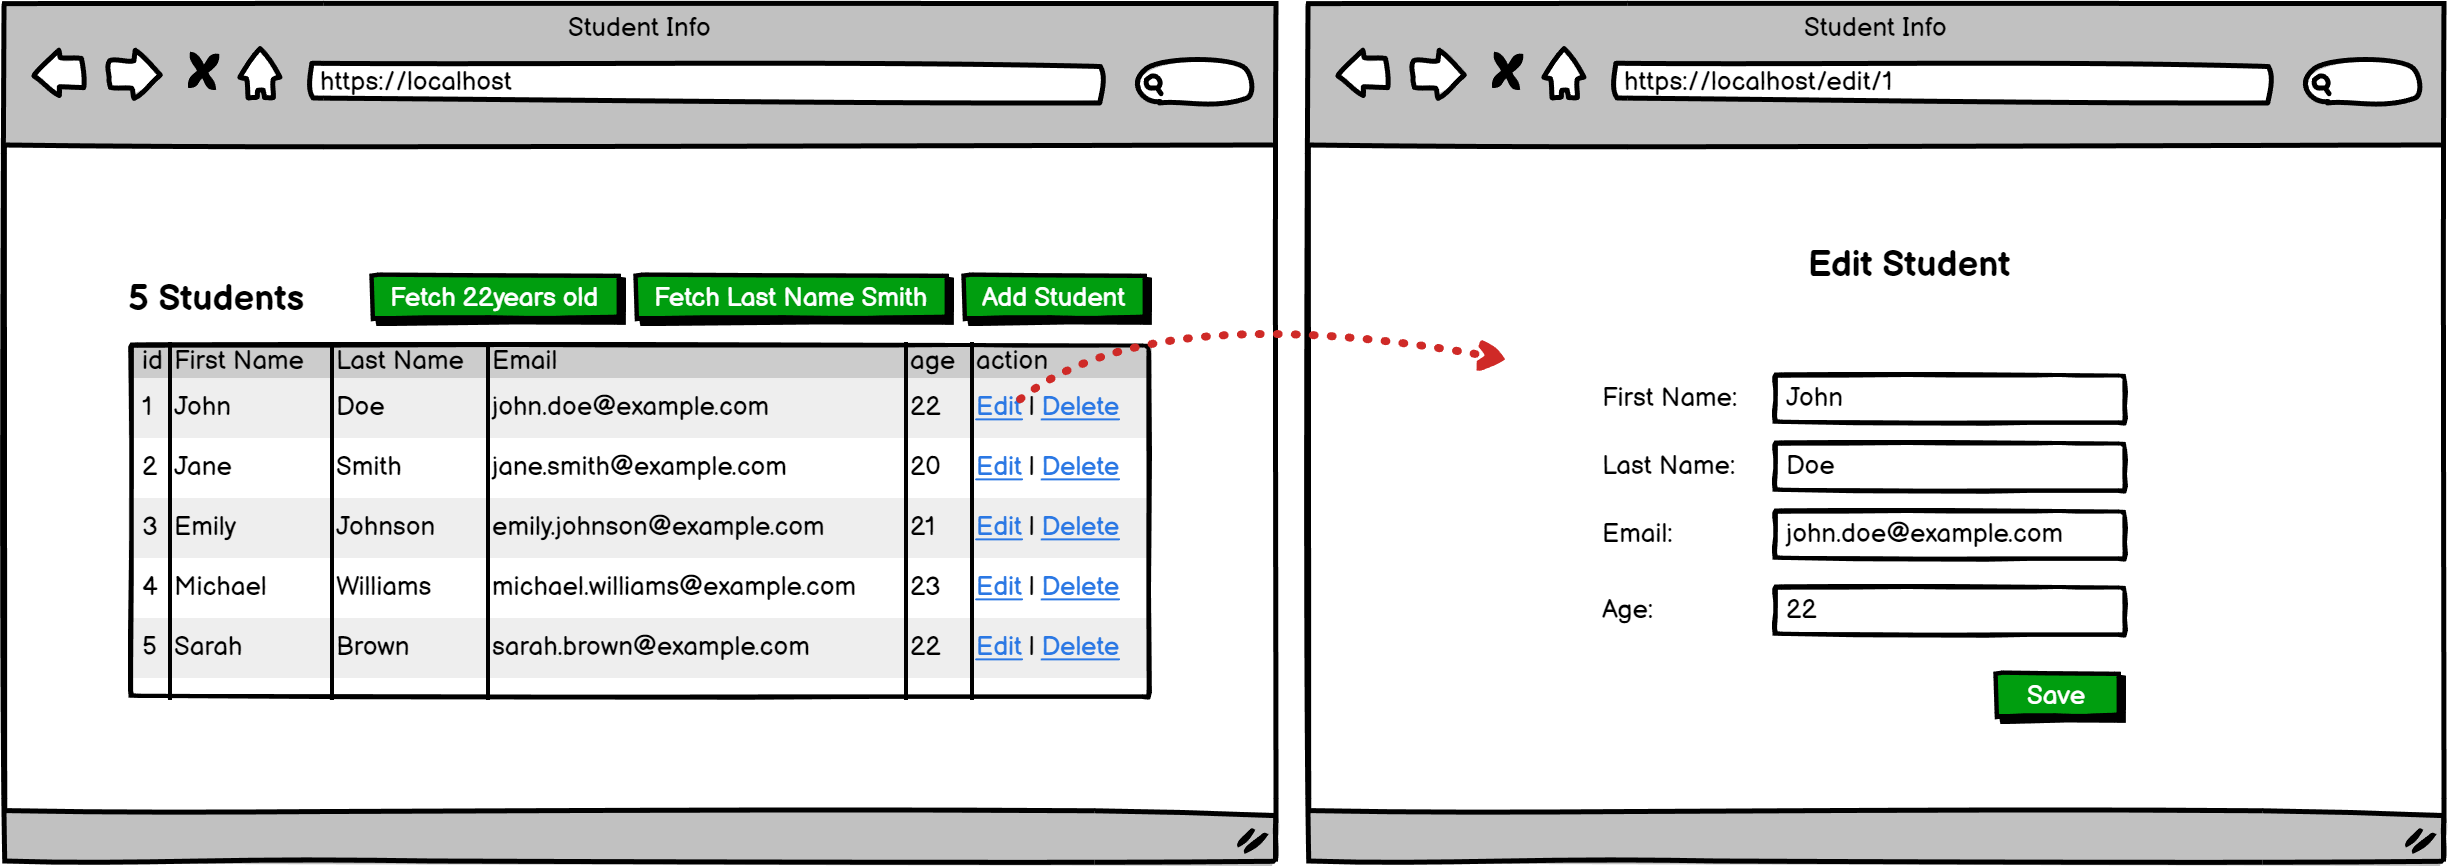 Student Info
https://localhost
5 Students
Fetch 22years old
Fetch Last Name Smith
Add Student
id First Name Last Name Email age action
1 John Doe john.doe@example.com 22 Edit | Delete
2 Jane Smith jane.smith@example.com 20 Edit | Delete
3 Emily Johnson emily.johnson@example.com 21 Edit | Delete
4 Michael Williams michael.williams@example.com 23 Edit | Delete
5 Sarah Brown sarah.brown@example.com 22 Edit | Delete
Student Info
https://localhost/edit/1
Edit Student
First Name: John
Last Name: Doe
Email: john.doe@example.com
Age: 22
Save